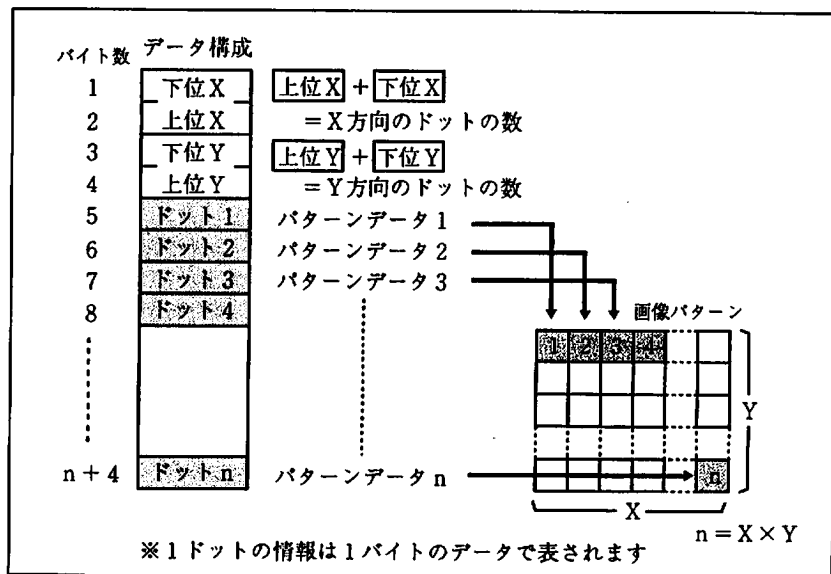 バイト数 データ構成
1 下位X 上位X + 下位X
2 上位X =X方向のドットの数
3 下位Y 上位Y + 下位Y
4 上位Y =Y方向のドットの数
5 ドット1 パターンデータ1
6 ドット2 パターンデータ2
7 ドット3 パターンデータ3
8 ドット4
画像パターン
1 2 3 4
Y
n+4 ドットn パターンデータn n
X
n=X×Y
※1ドットの情報は1バイトのデータで表されます